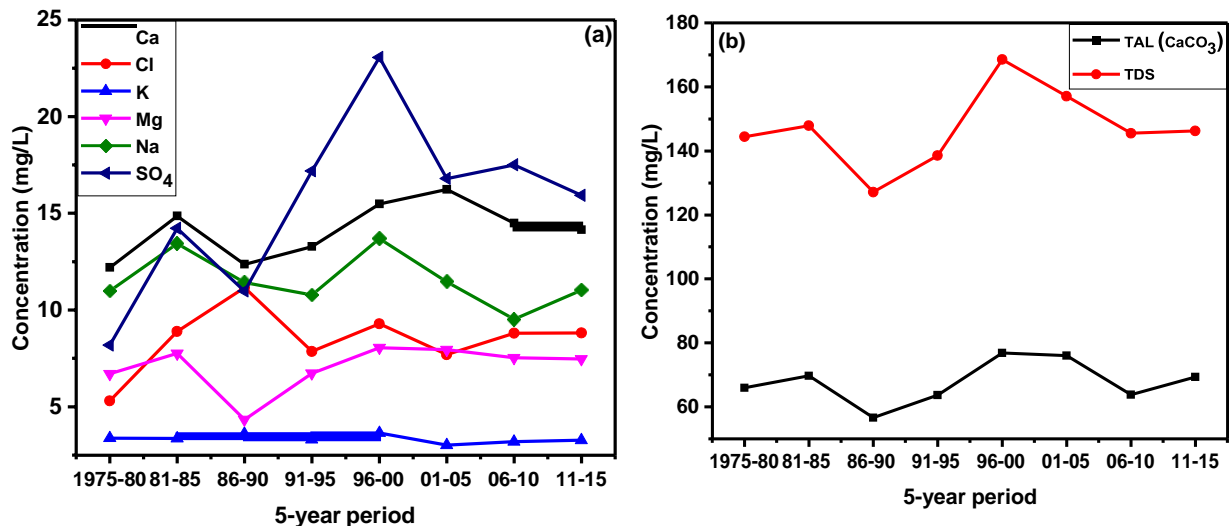 25
20
15
10
5
Concentration (mg/L)
Ca
Cl
K
Mg
Na
SO4
(a)
1975-80 81-85 86-90 91-95 96-00 01-05 06-10 11-15
5-year period
180
160
140
120
100
80
60
Concentration (mg/L)
(b)
TAL (CaCO3)
TDS
1975-80 81-85 86-90 91-95 96-00 01-05 06-10 11-15
5-year period